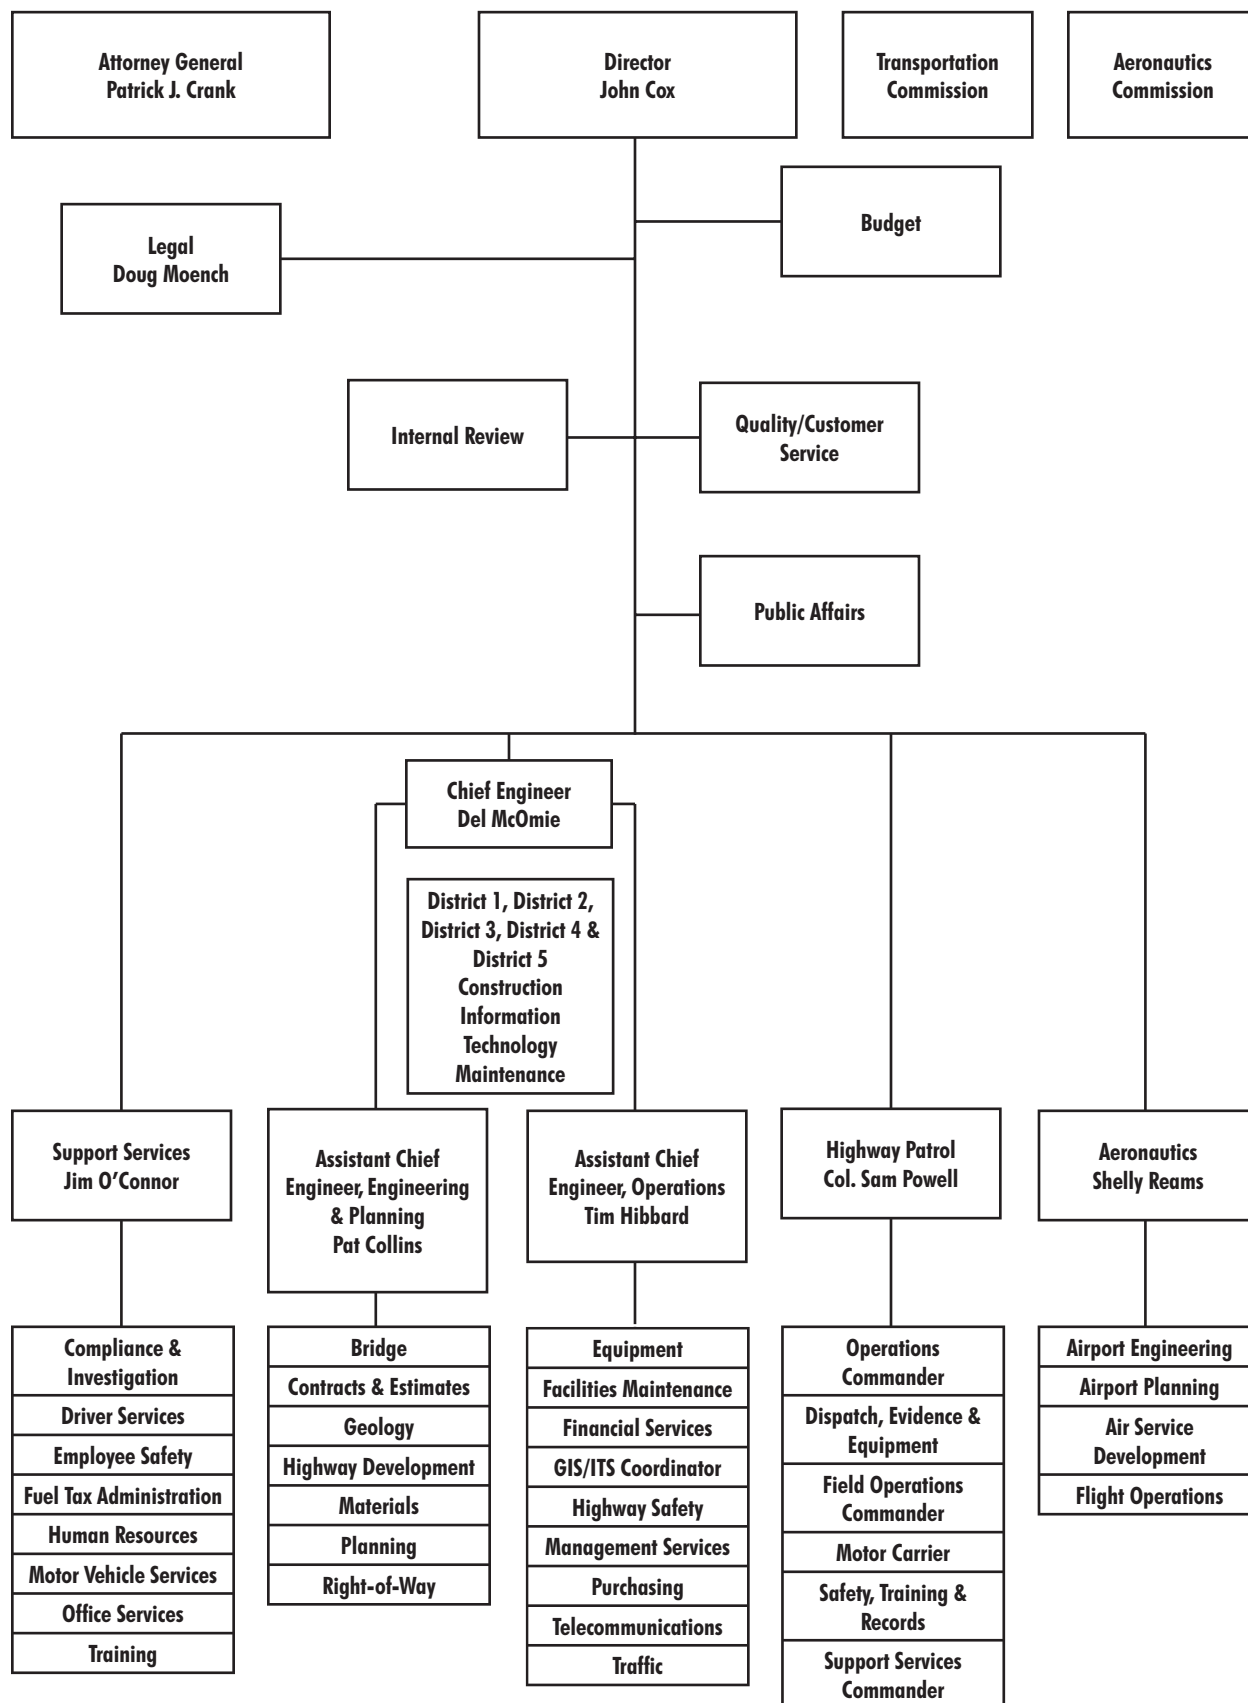 Attorney General
Patrick J. Crank
Director
John Cox
Transportation
Commission
Aeronautics
Commission
Budget
Legal
Doug Moench
Internal Review
Quality/Customer
Service
Public Affairs
Chief Engineer
Del McOmie
District 1, District 2,
District 3, District 4 &
District 5
Construction
Information
Technology
Maintenance
Support Services
Jim O’Connor
Assistant Chief
Engineer, Engineering
& Planning
Pat Collins
Assistant Chief
Engineer, Operations
Tim Hibbard
Highway Patrol
Col. Sam Powell
Aeronautics
Shelly Reams
Compliance &
Investigation
Driver Services
Employee Safety
Fuel Tax Administration
Human Resources
Motor Vehicle Services
Office Services
Training
Bridge
Contracts & Estimates
Geology
Highway Development
Materials
Planning
Right-of-Way
Equipment
Facilities Maintenance
Financial Services
GIS/ITS Coordinator
Highway Safety
Management Services
Purchasing
Telecommunications
Traffic
Operations
Commander
Dispatch, Evidence &
Equipment
Field Operations
Commander
Motor Carrier
Safety, Training &
Records
Support Services
Commander
Airport Engineering
Airport Planning
Air Service
Development
Flight Operations